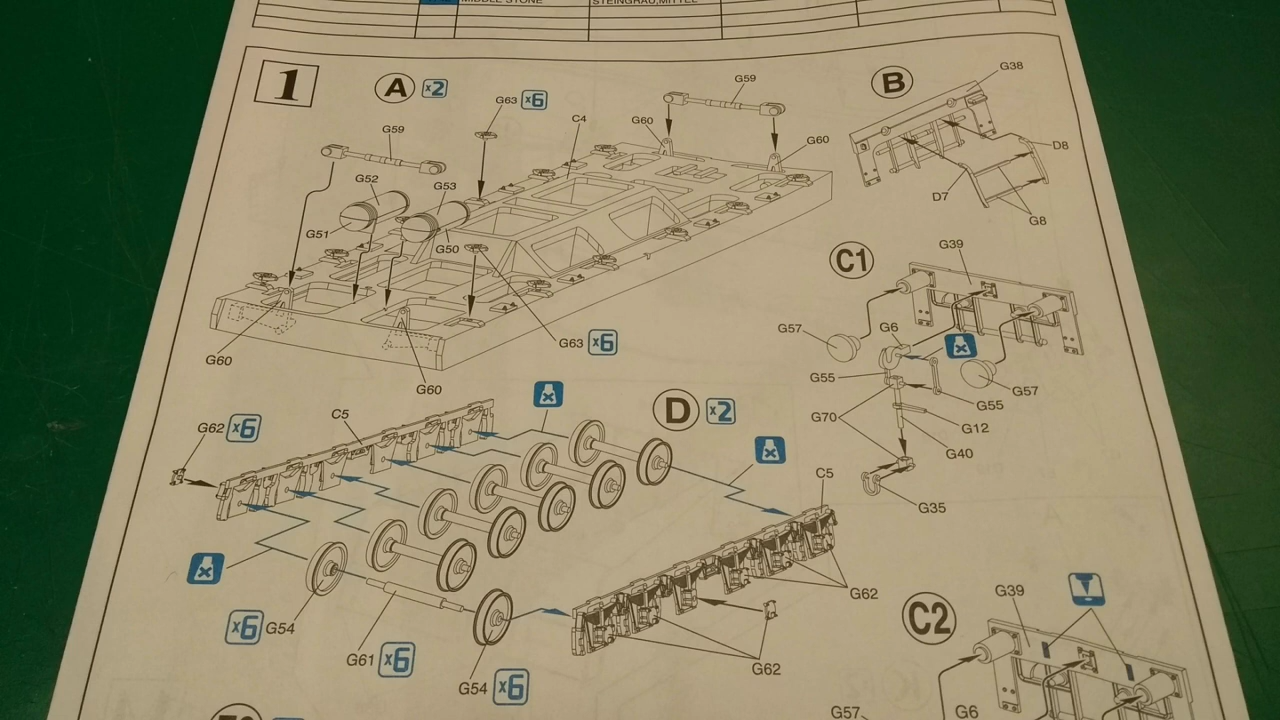 MIDDLE STONE
STEINGRAU,MITTEL
1
A x2
G63 x6
G59
G59
C4
G60
G60
G52
G53
G51
G50
G60
G60
G63 x6
B
G38
D8
D7
G8
C1
G39
G57
G6
G55
G57
G55
G70
G12
G40
G35
D x2
G62 x6
C5
C5
G62
G62
x6 G54
G61 x6
G54 x6
C2
G39
G57
G6